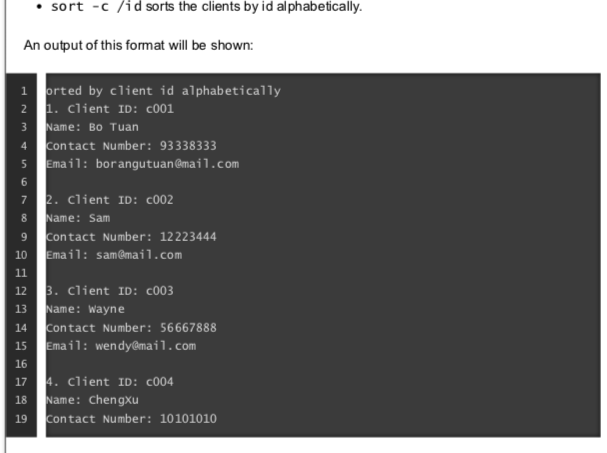 • sort -c /id sorts the clients by id alphabetically.
An output of this format will be shown:
1 orted by client id alphabetically
2 1. Client ID: c001
3 Name: Bo Tuan
4 Contact Number: 93338333
5 Email: borangutuan@mail.com
6
7 2. Client ID: c002
8 Name: Sam
9 Contact Number: 12223444
10 Email: sam@mail.com
11
12 3. Client ID: c003
13 Name: Wayne
14 Contact Number: 56667888
15 Email: wendy@mail.com
16
17 4. Client ID: c004
18 Name: ChengXu
19 Contact Number: 10101010